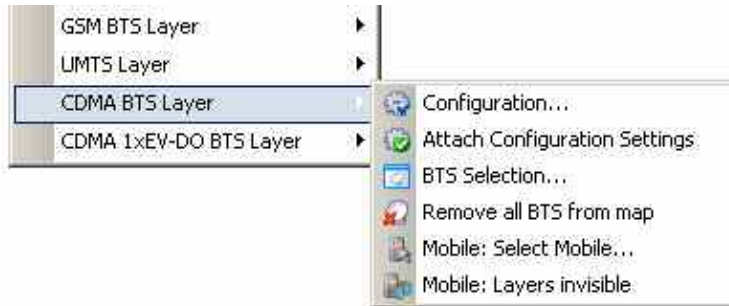 GSM BTS Layer
UMTS Layer
CDMA BTS Layer
CDMA 1xEV-DO BTS Layer
Configuration...
Attach Configuration Settings
BTS Selection...
Remove all BTS from map
Mobile: Select Mobile...
Mobile: Layers invisible